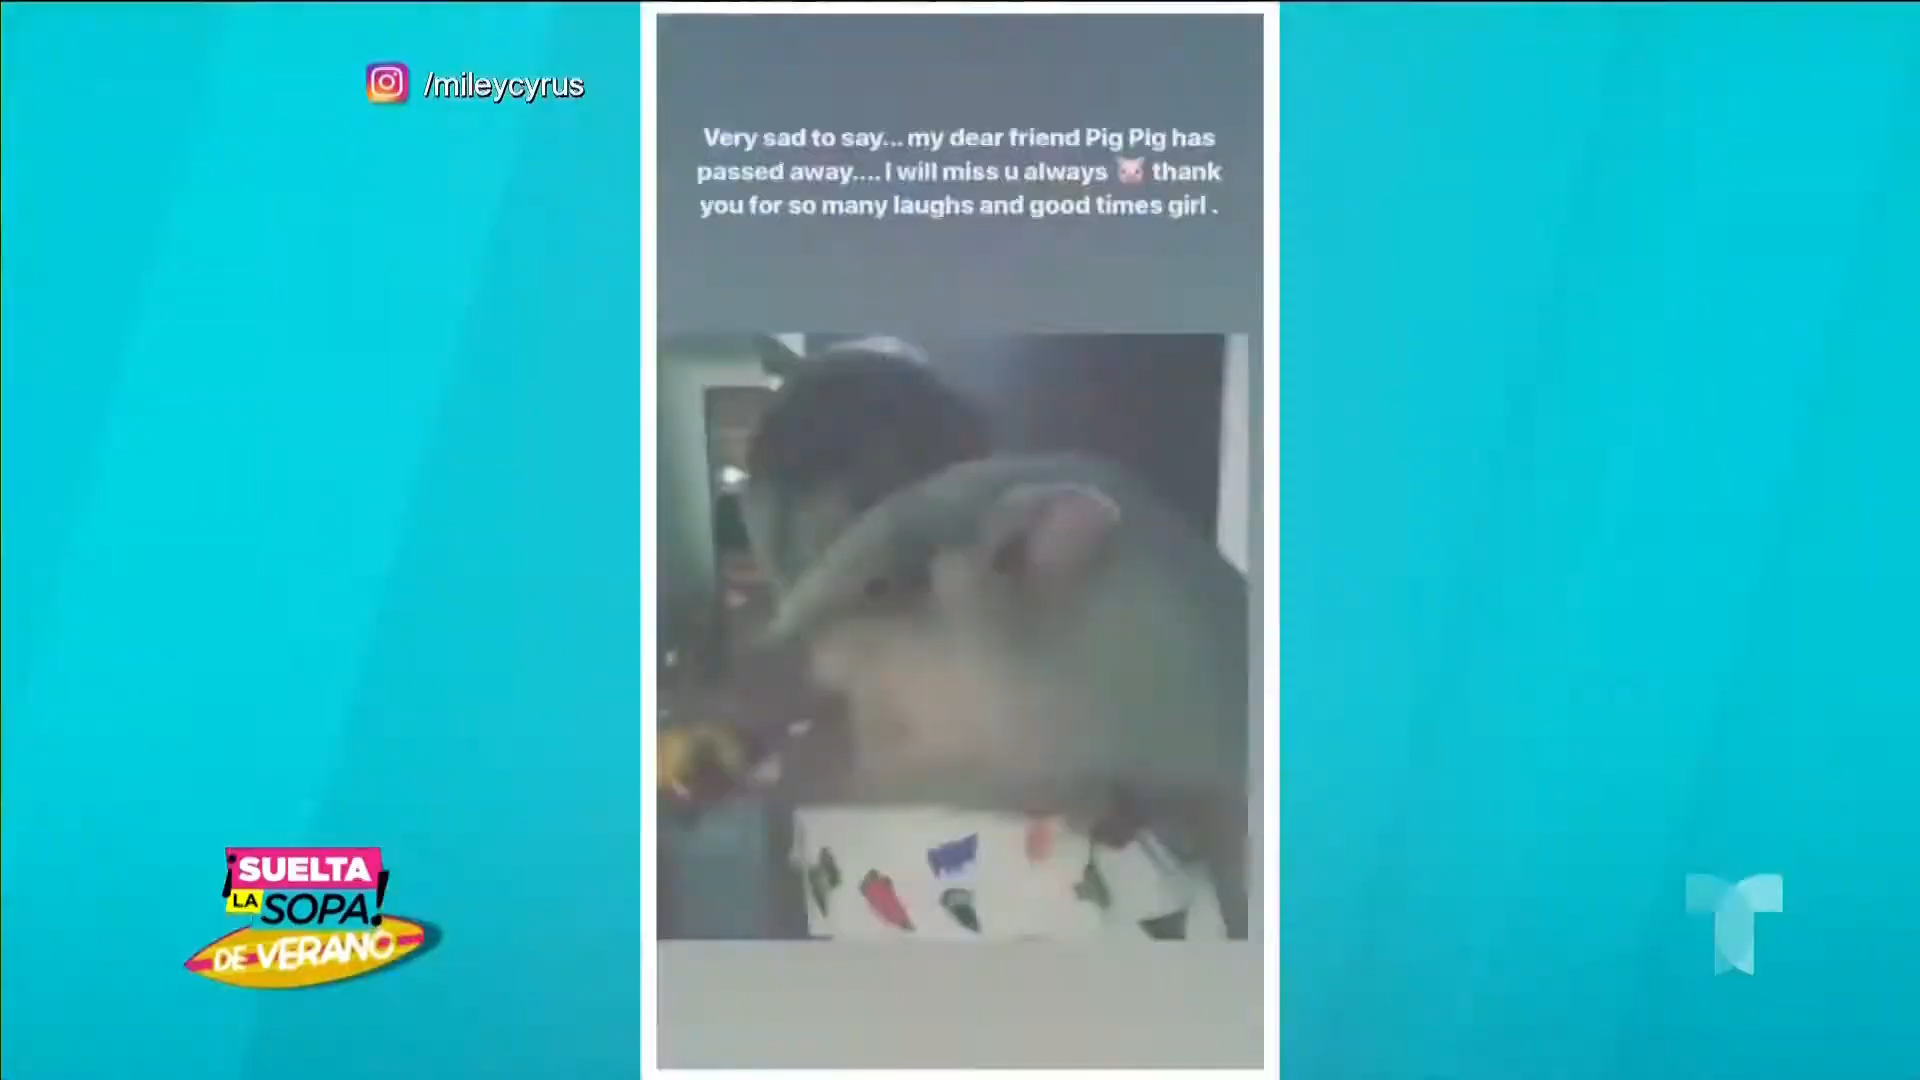 /mileycyrus
Very sad to say... my dear friend Pig Pig has
passed away.... I will miss u always 🐷 thank
you for so many laughs and good times girl .
¡SUELTA
LA SOPA!
DE VERANO